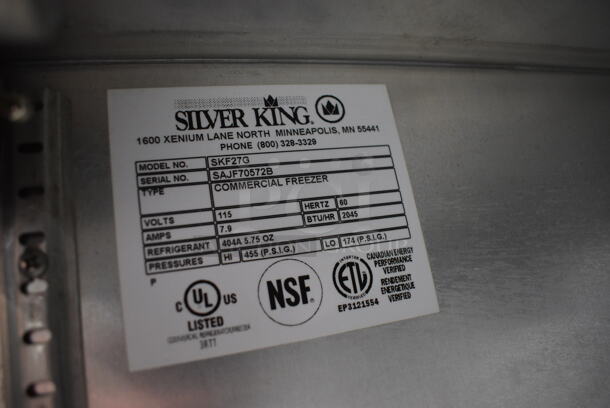 SILVER KING
1600 XENIUM LANE NORTH MINNEAPOLIS, MN 55441
PHONE (800) 328-3329
MODEL NO. SKF27G
SERIAL NO. SAJF70572B
TYPE COMMERCIAL FREEZER
VOLTS 115 HERTZ 60
AMPS 7.9 BTU/HR 2045
REFRIGERANT 404A 5.75 OZ
PRESSURES HI 455 (P.S.I.G.) LO 174 (P.S.I.G.)
P
C UL US
LISTED
NSF
ETL
EP3121554
CANADIAN ENERGY
PERFORMANCE
VERIFIED
RENDEMENT
ENERGETIQUE
VERIFIED